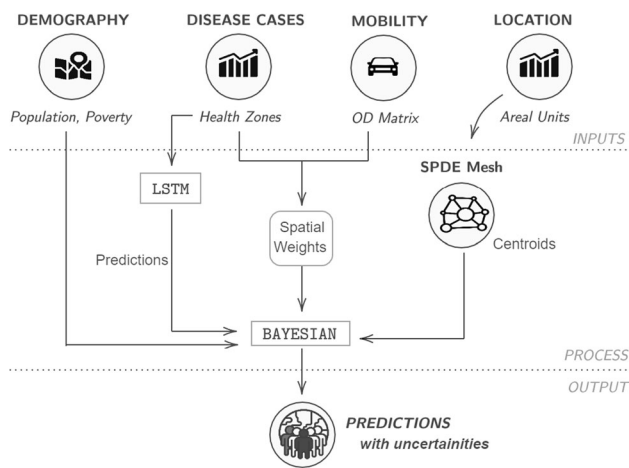 DEMOGRAPHY
DISEASE CASES
MOBILITY
LOCATION
Population, Poverty
Health Zones
OD Matrix
Areal Units
INPUTS
LSTM
SPDE Mesh
Spatial
Weights
Centroids
Predictions
BAYESIAN
PROCESS
OUTPUT
PREDICTIONS
with uncertainities